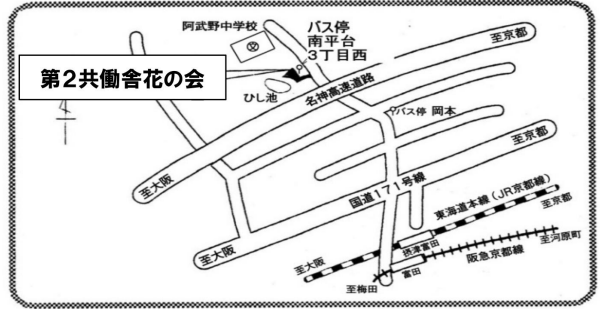 阿武野中学校
バス停
南平台
3丁目西
至京都
第2共働舎花の会
ひし池
名神高速道路
バス停 岡本
至京都
至大阪
国道171号線
東海道本線(JR京都線)
至京都
至大阪
摂津富田
至大阪
阪急京都線
至河原町
富田
至梅田